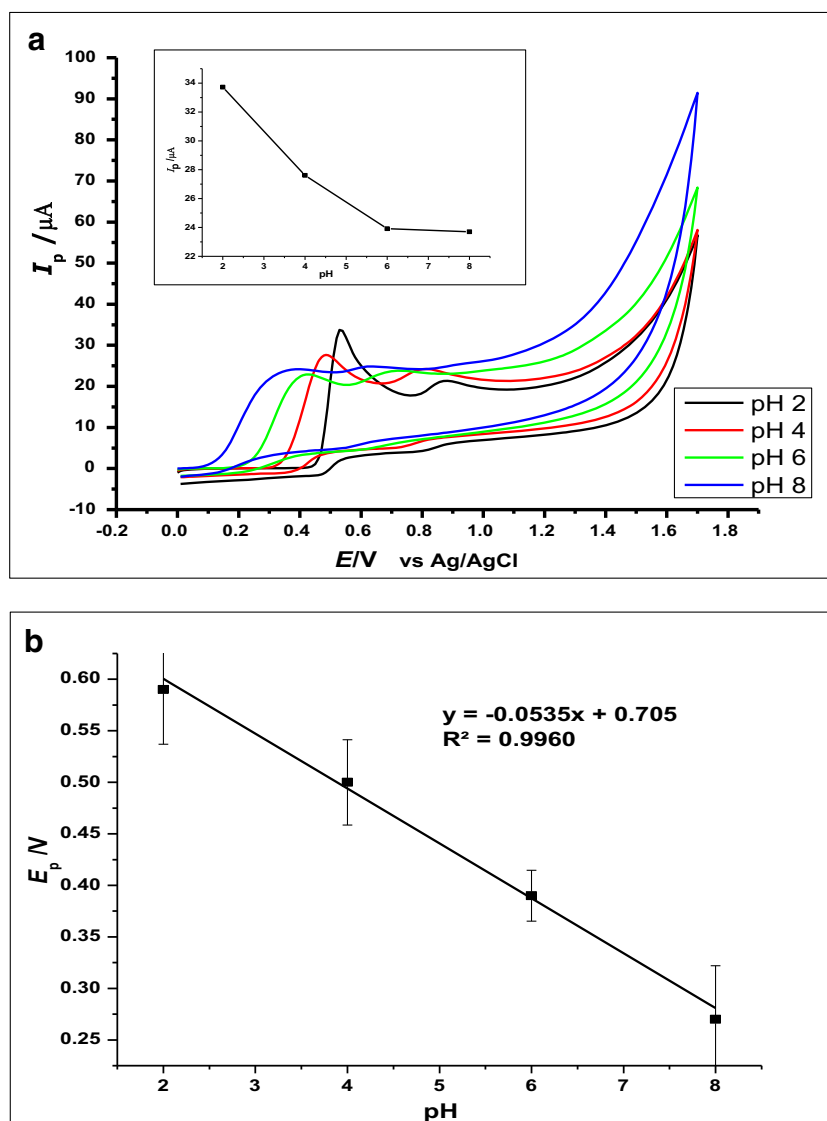 a
100
90
80
70
60
50
40
30
20
10
0
-10
I p /μA
-0.2 0.0 0.2 0.4 0.6 0.8 1.0 1.2 1.4 1.6 1.8
E/V vs Ag/AgCl
34
32
30
28
26
24
22
I p /μA
2 3 4 5 6 7 8
pH
pH 2
pH 4
pH 6
pH 8
b
0.60
0.55
0.50
0.45
0.40
0.35
0.30
0.25
E p /V
y = -0.0535x + 0.705
R² = 0.9960
2 3 4 5 6 7 8
pH